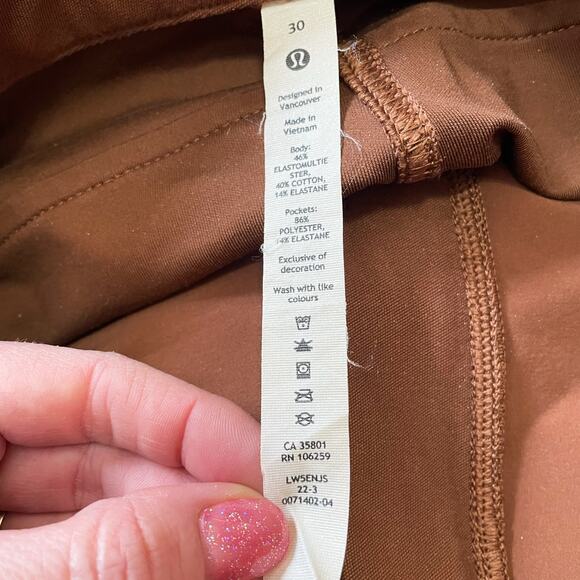 30
Designed in
Vancouver
Made in
Vietnam
Body:
46%
ELASTOMULTIE
STER,
40% COTTON,
14% ELASTANE
Pockets:
86%
POLYESTER,
14% ELASTANE
Exclusive of
decoration
Wash with like
colours
CA 35801
RN 106259
LW5ENJS
22-3
0071402-04